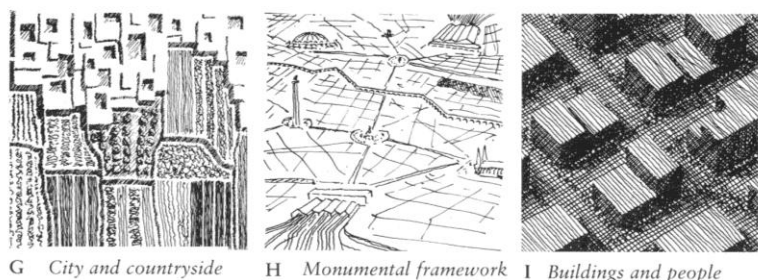 G City and countryside
H Monumental framework
I Buildings and people